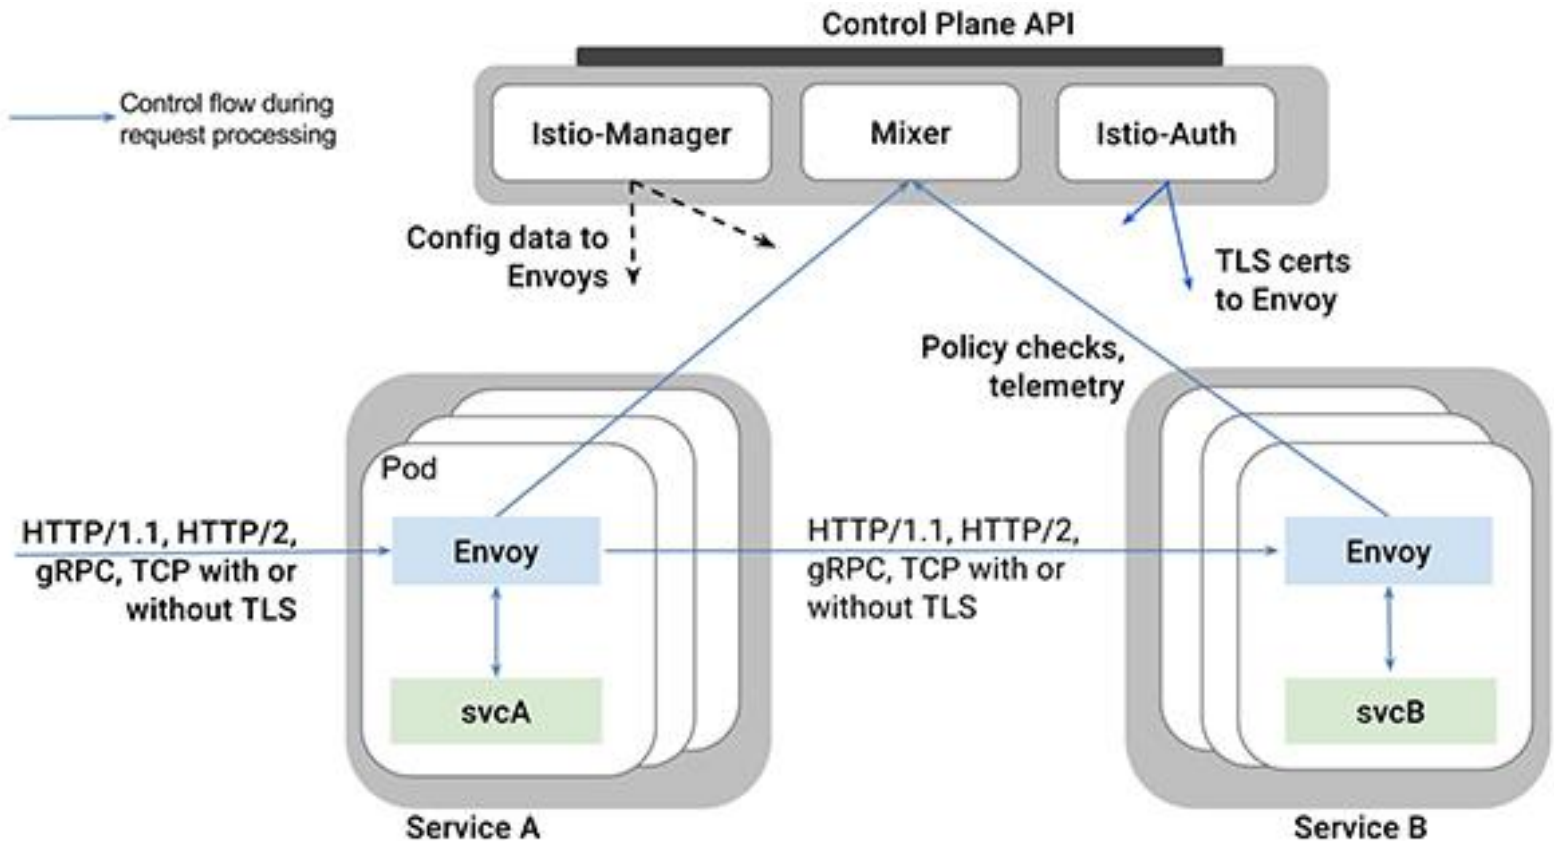 Control Plane API
Control flow during
request processing
Istio-Manager
Mixer
Istio-Auth
Config data to
Envoys
TLS certs
to Envoy
Policy checks,
telemetry
Pod
HTTP/1.1, HTTP/2,
gRPC, TCP with or
without TLS
Envoy
HTTP/1.1, HTTP/2,
gRPC, TCP with or
without TLS
Envoy
svcA
svcB
Service A
Service B